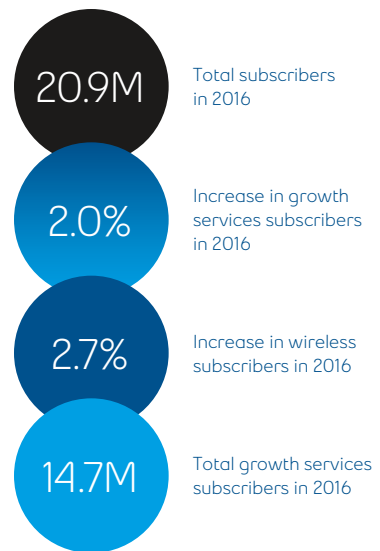 20.9M
Total subscribers
in 2016
2.0%
Increase in growth
services subscribers
in 2016
2.7%
Increase in wireless
subscribers in 2016
14.7M
Total growth services
subscribers in 2016